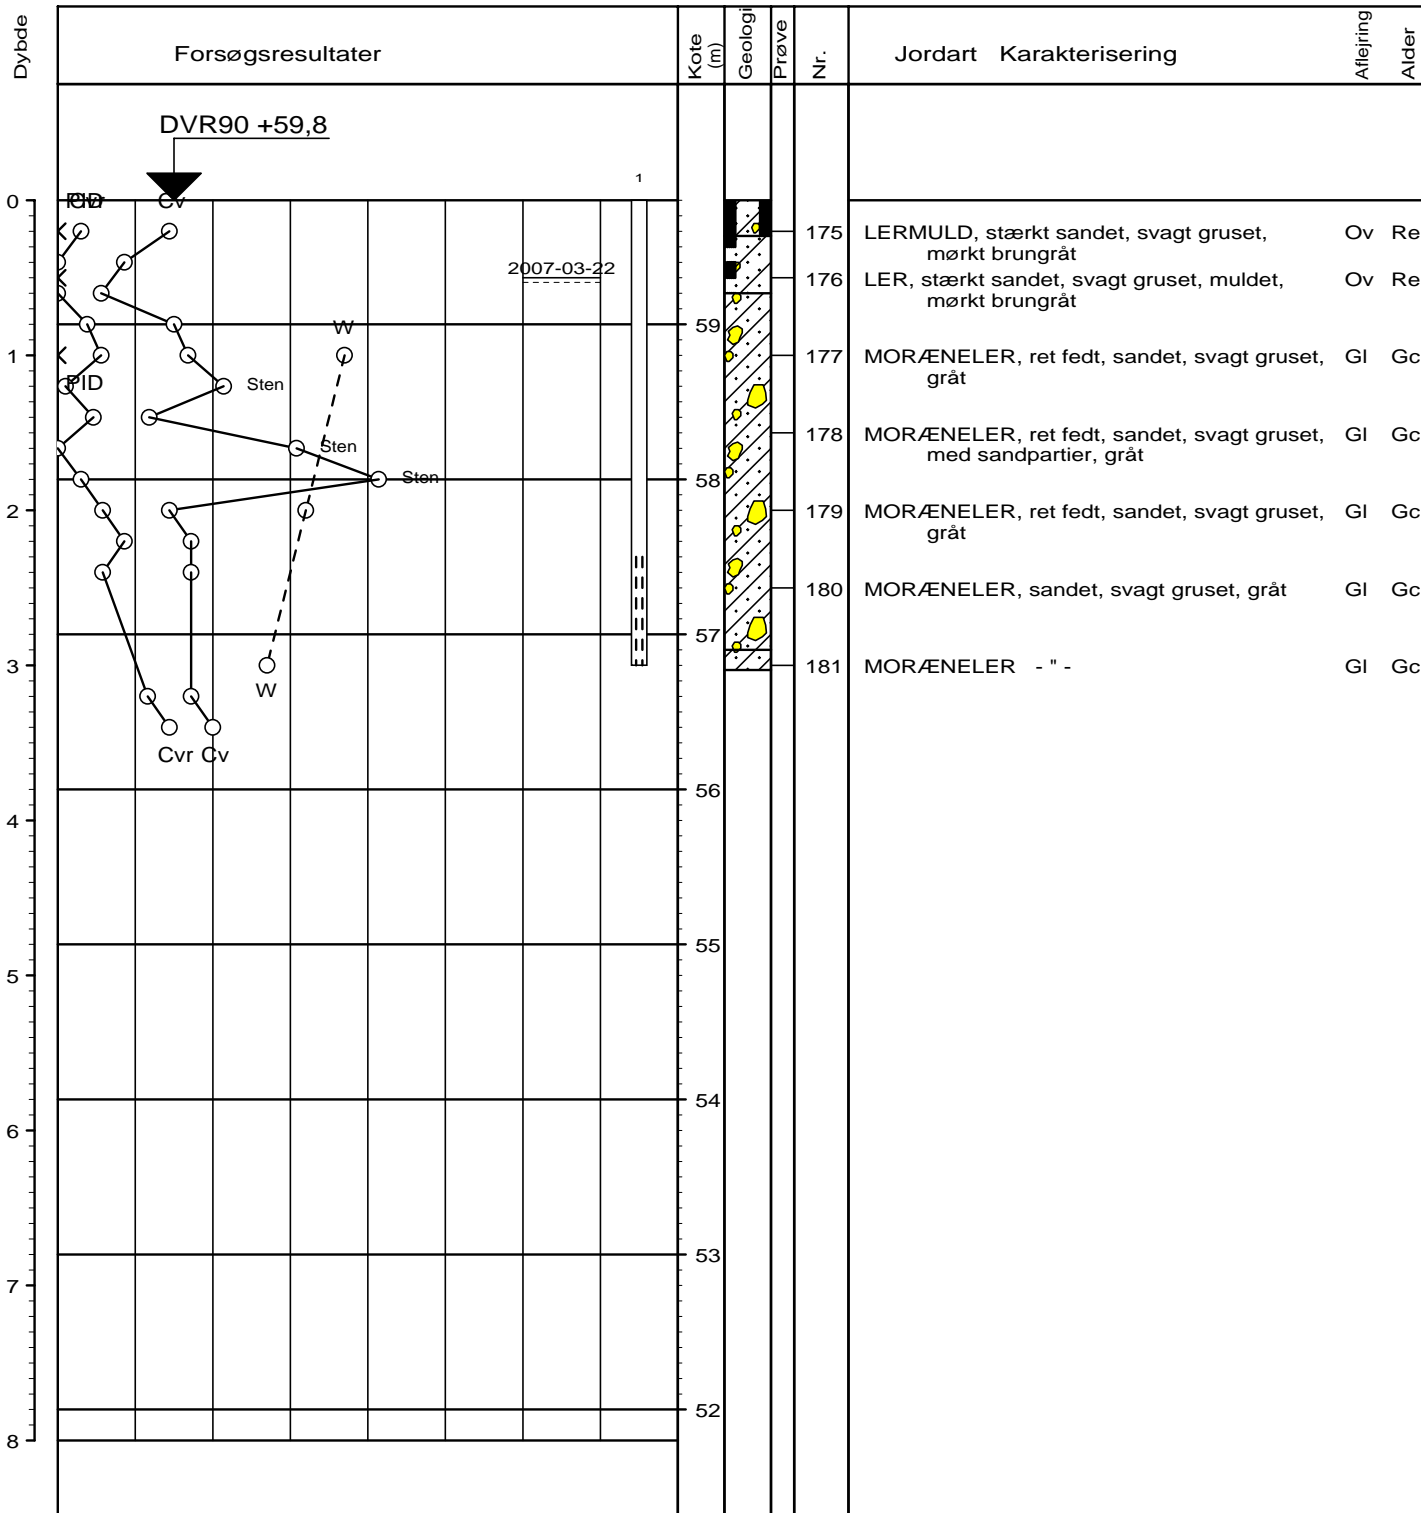 Dybde
Forsøgsresultater
Kote
(m)
Geologi
Prøve
Nr.
Jordart Karakterisering
Aflejring
Alder
DVR90 +59,8
1
0
PID
Cvr
Cv
175 LERMULD, stærkt sandet, svagt gruset, Ov Re
mørkt brungråt
2007-03-22
176 LER, stærkt sandet, svagt gruset, muldet, Ov Re
mørkt brungråt
W
59
1
177 MORÆNELER, ret fedt, sandet, svagt gruset, Gl Gc
gråt
PID
Sten
178 MORÆNELER, ret fedt, sandet, svagt gruset, Gl Gc
med sandpartier, gråt
Sten
Sten
58
2
179 MORÆNELER, ret fedt, sandet, svagt gruset, Gl Gc
gråt
180 MORÆNELER, sandet, svagt gruset, gråt Gl Gc
57
3
181 MORÆNELER - " - Gl Gc
W
Cvr Cv
56
4
55
5
54
6
53
7
52
8